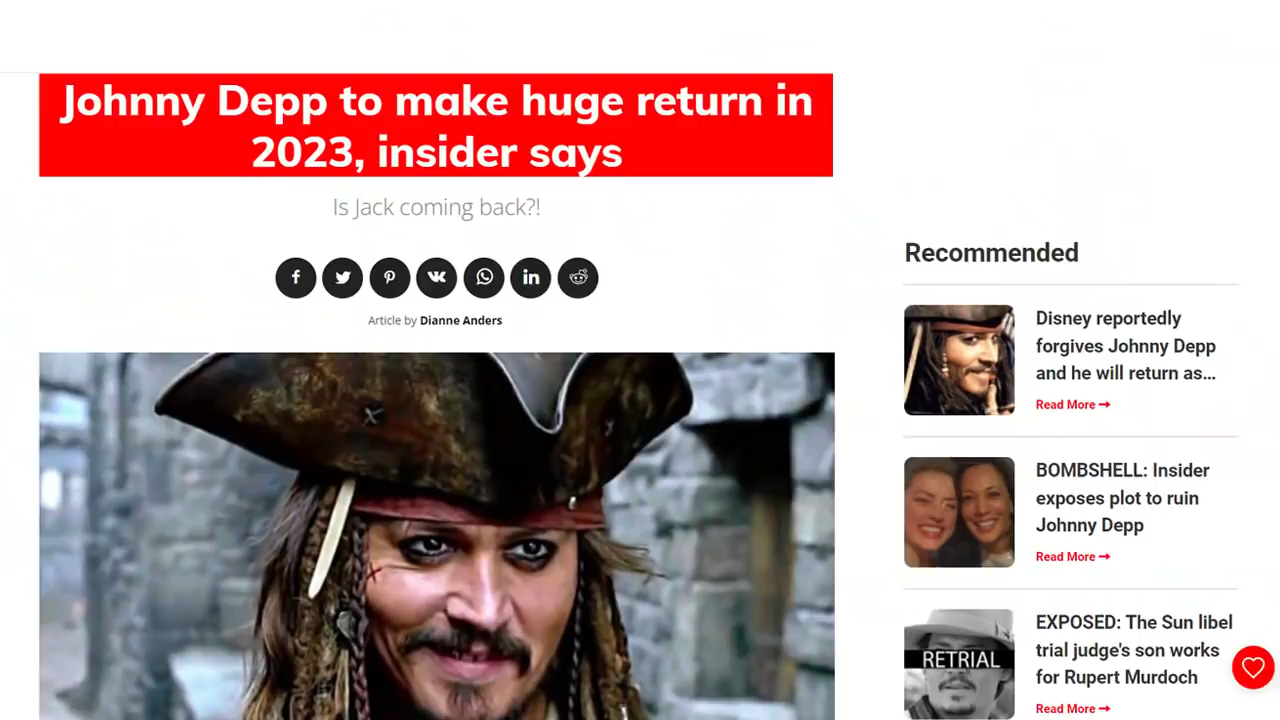 Johnny Depp to make huge return in
2023, insider says
Is Jack coming back?!
Article by Dianne Anders
Recommended
Disney reportedly
forgives Johnny Depp
and he will return as...
Read More →
BOMBSHELL: Insider
exposes plot to ruin
Johnny Depp
Read More →
EXPOSED: The Sun libel
trial judge's son works
for Rupert Murdoch
Read More →
RETRIAL